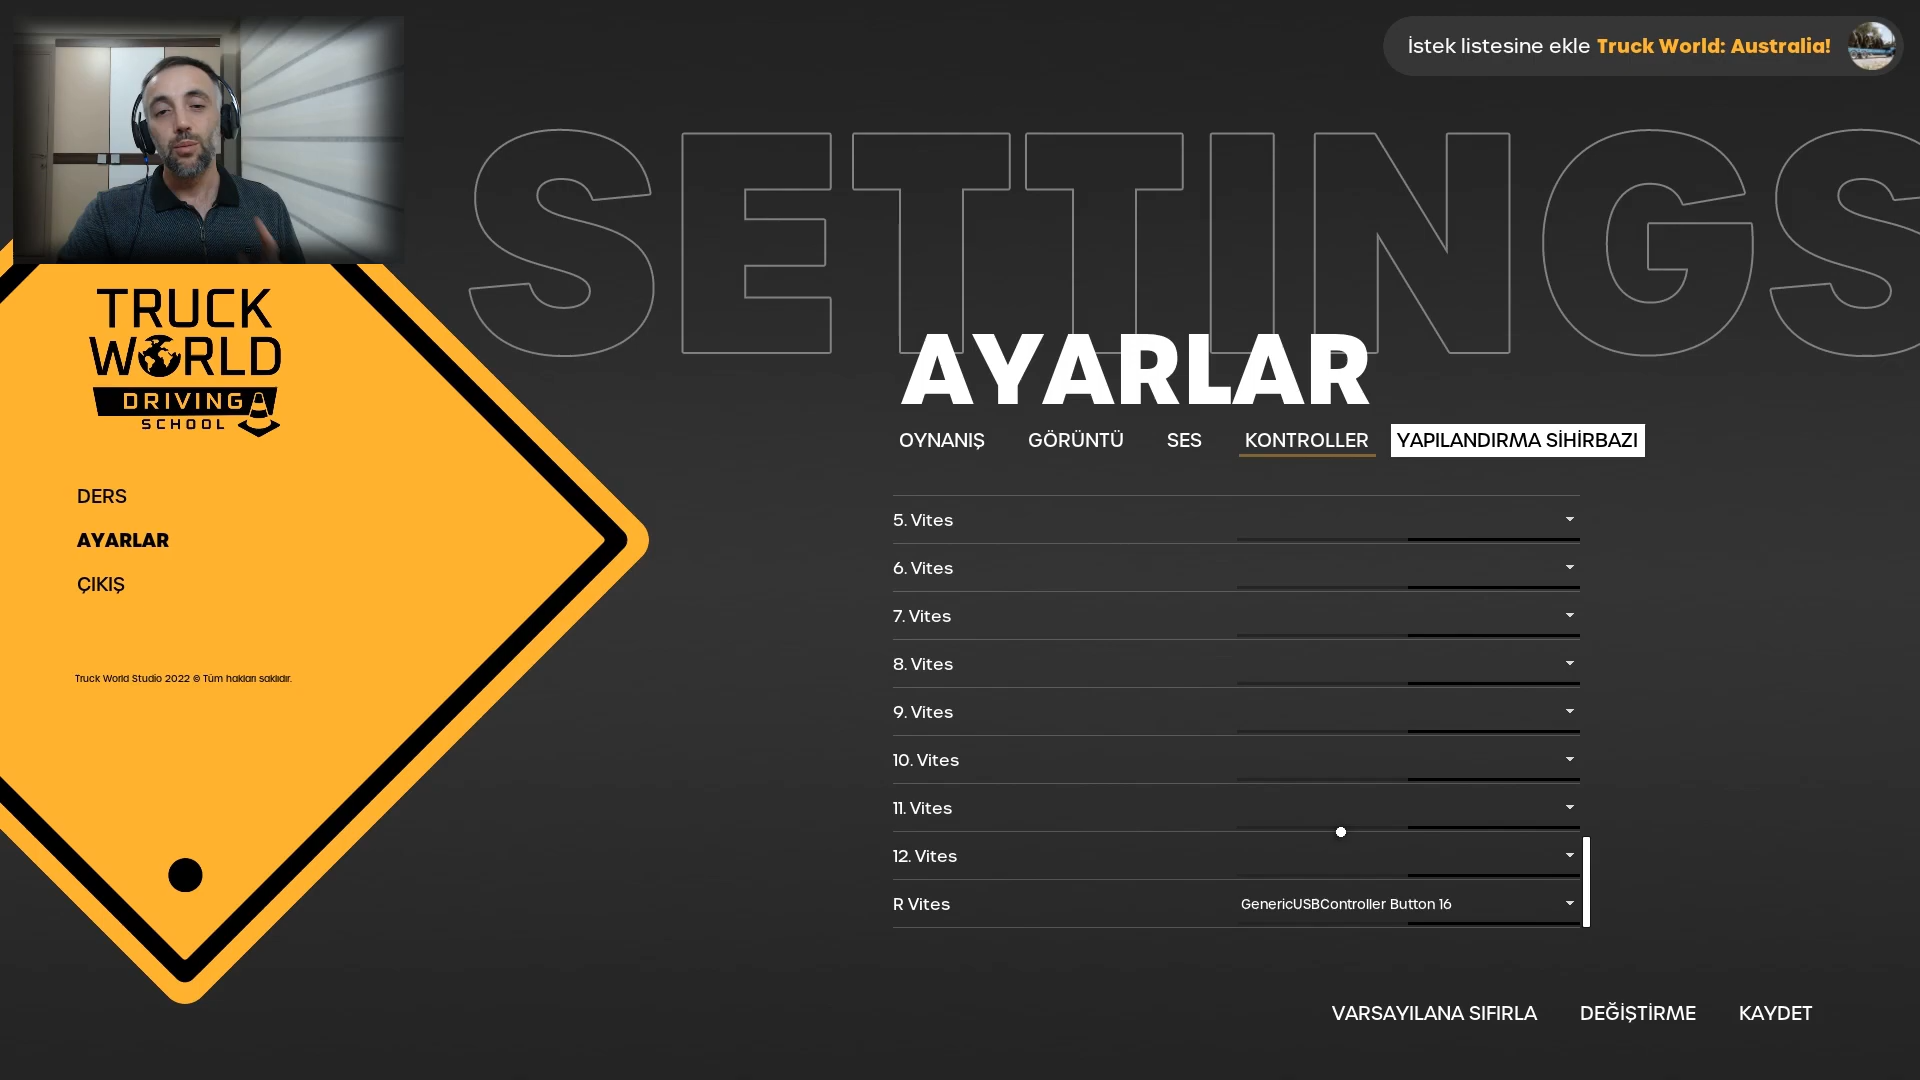 İstek listesine ekle Truck World: Australia!
SETTINGS
AYARLAR
OYNANIŞ GÖRÜNTÜ SES KONTROLLER YAPILANDIRMA SİHİRBAZI
TRUCK
WORLD
DRIVING
SCHOOL
DERS
AYARLAR
ÇIKIŞ
Truck World Studio 2022 © Tüm hakları saklıdır.
5. Vites
6. Vites
7. Vites
8. Vites
9. Vites
10. Vites
11. Vites
12. Vites
R Vites GenericUSBController Button 16
VARSAYILANA SIFIRLA DEĞİŞTİRME KAYDET